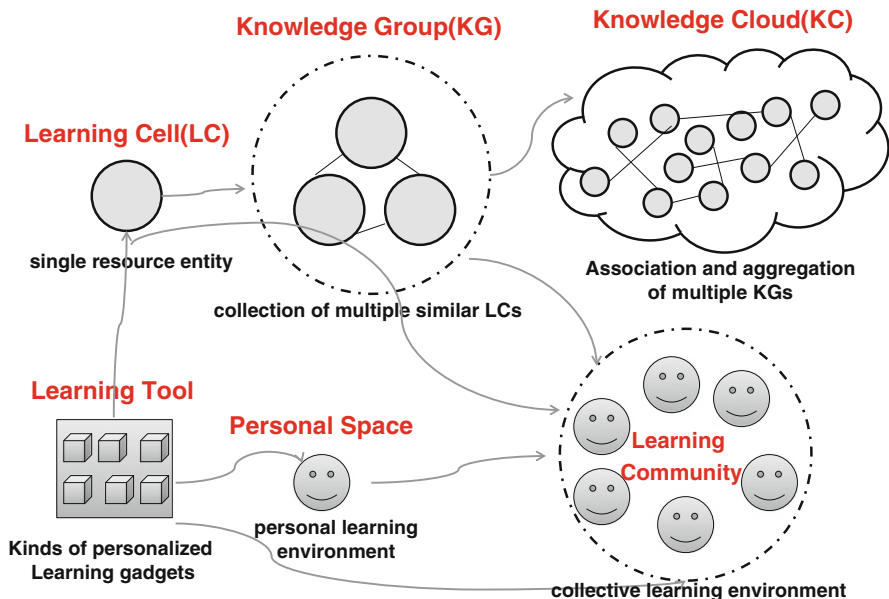 Knowledge Group(KG)
Knowledge Cloud(KC)
Learning Cell(LC)
single resource entity
collection of multiple similar LCs
Association and aggregation
of multiple KGs
Learning Tool
Personal Space
Learning
Community
Kinds of personalized
Learning gadgets
personal learning
environment
collective learning environment